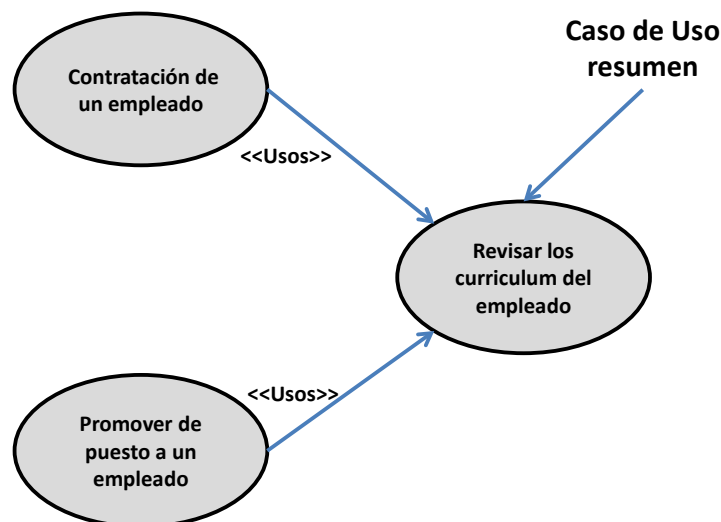 Caso de Uso
resumen
Contratación de
un empleado
<<Usos>>
Revisar los
curriculum del
empleado
<<Usos>>
Promover de
puesto a un
empleado